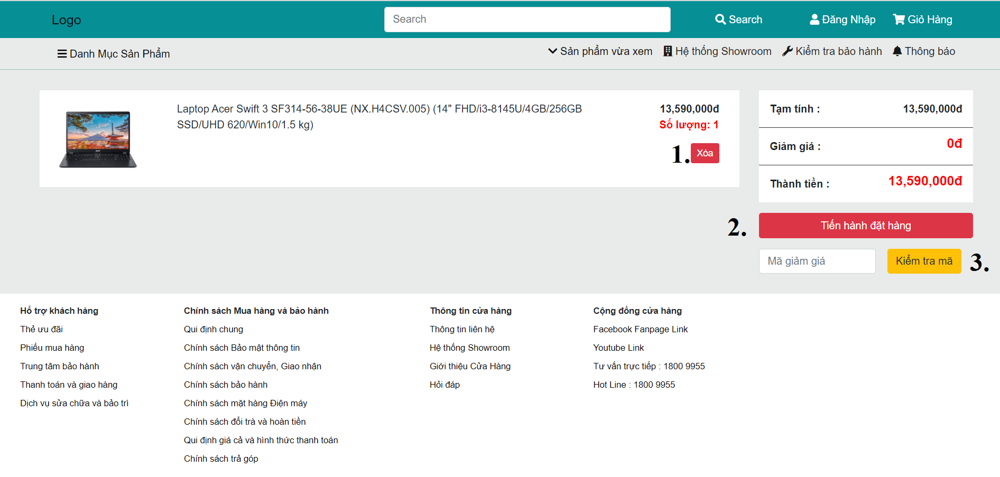 Logo
Search
Search
Đăng Nhập
Giỏ Hàng
Danh Mục Sản Phẩm
Sản phẩm vừa xem
Hệ thống Showroom
Kiểm tra bảo hành
Thông báo
Laptop Acer Swift 3 SF314-56-38UE (NX.H4CSV.005) (14" FHD/i3-8145U/4GB/256GB
SSD/UHD 620/Win10/1.5 kg)
13,590,000đ
Số lượng: 1
1.
Xóa
Tạm tính : 13,590,000đ
Giảm giá : 0đ
Thành tiền : 13,590,000đ
2.
Tiến hành đặt hàng
Mã giảm giá
Kiểm tra mã
3.
Hỗ trợ khách hàng
Thẻ ưu đãi
Phiếu mua hàng
Trung tâm bảo hành
Thanh toán và giao hàng
Dịch vụ sửa chữa và bảo trì
Chính sách Mua hàng và bảo hành
Qui định chung
Chính sách Bảo mật thông tin
Chính sách vận chuyển, Giao nhận
Chính sách bảo hành
Chính sách mặt hàng Điện máy
Chính sách đổi trà và hoàn tiền
Qui định giá cả và hình thức thanh toán
Chính sách trả góp
Thông tin cửa hàng
Thông tin liên hệ
Hệ thống Showroom
Giới thiệu Cửa Hàng
Hỏi đáp
Cộng đồng cửa hàng
Facebook Fanpage Link
Youtube Link
Tư vấn trực tiếp : 1800 9955
Hot Line : 1800 9955